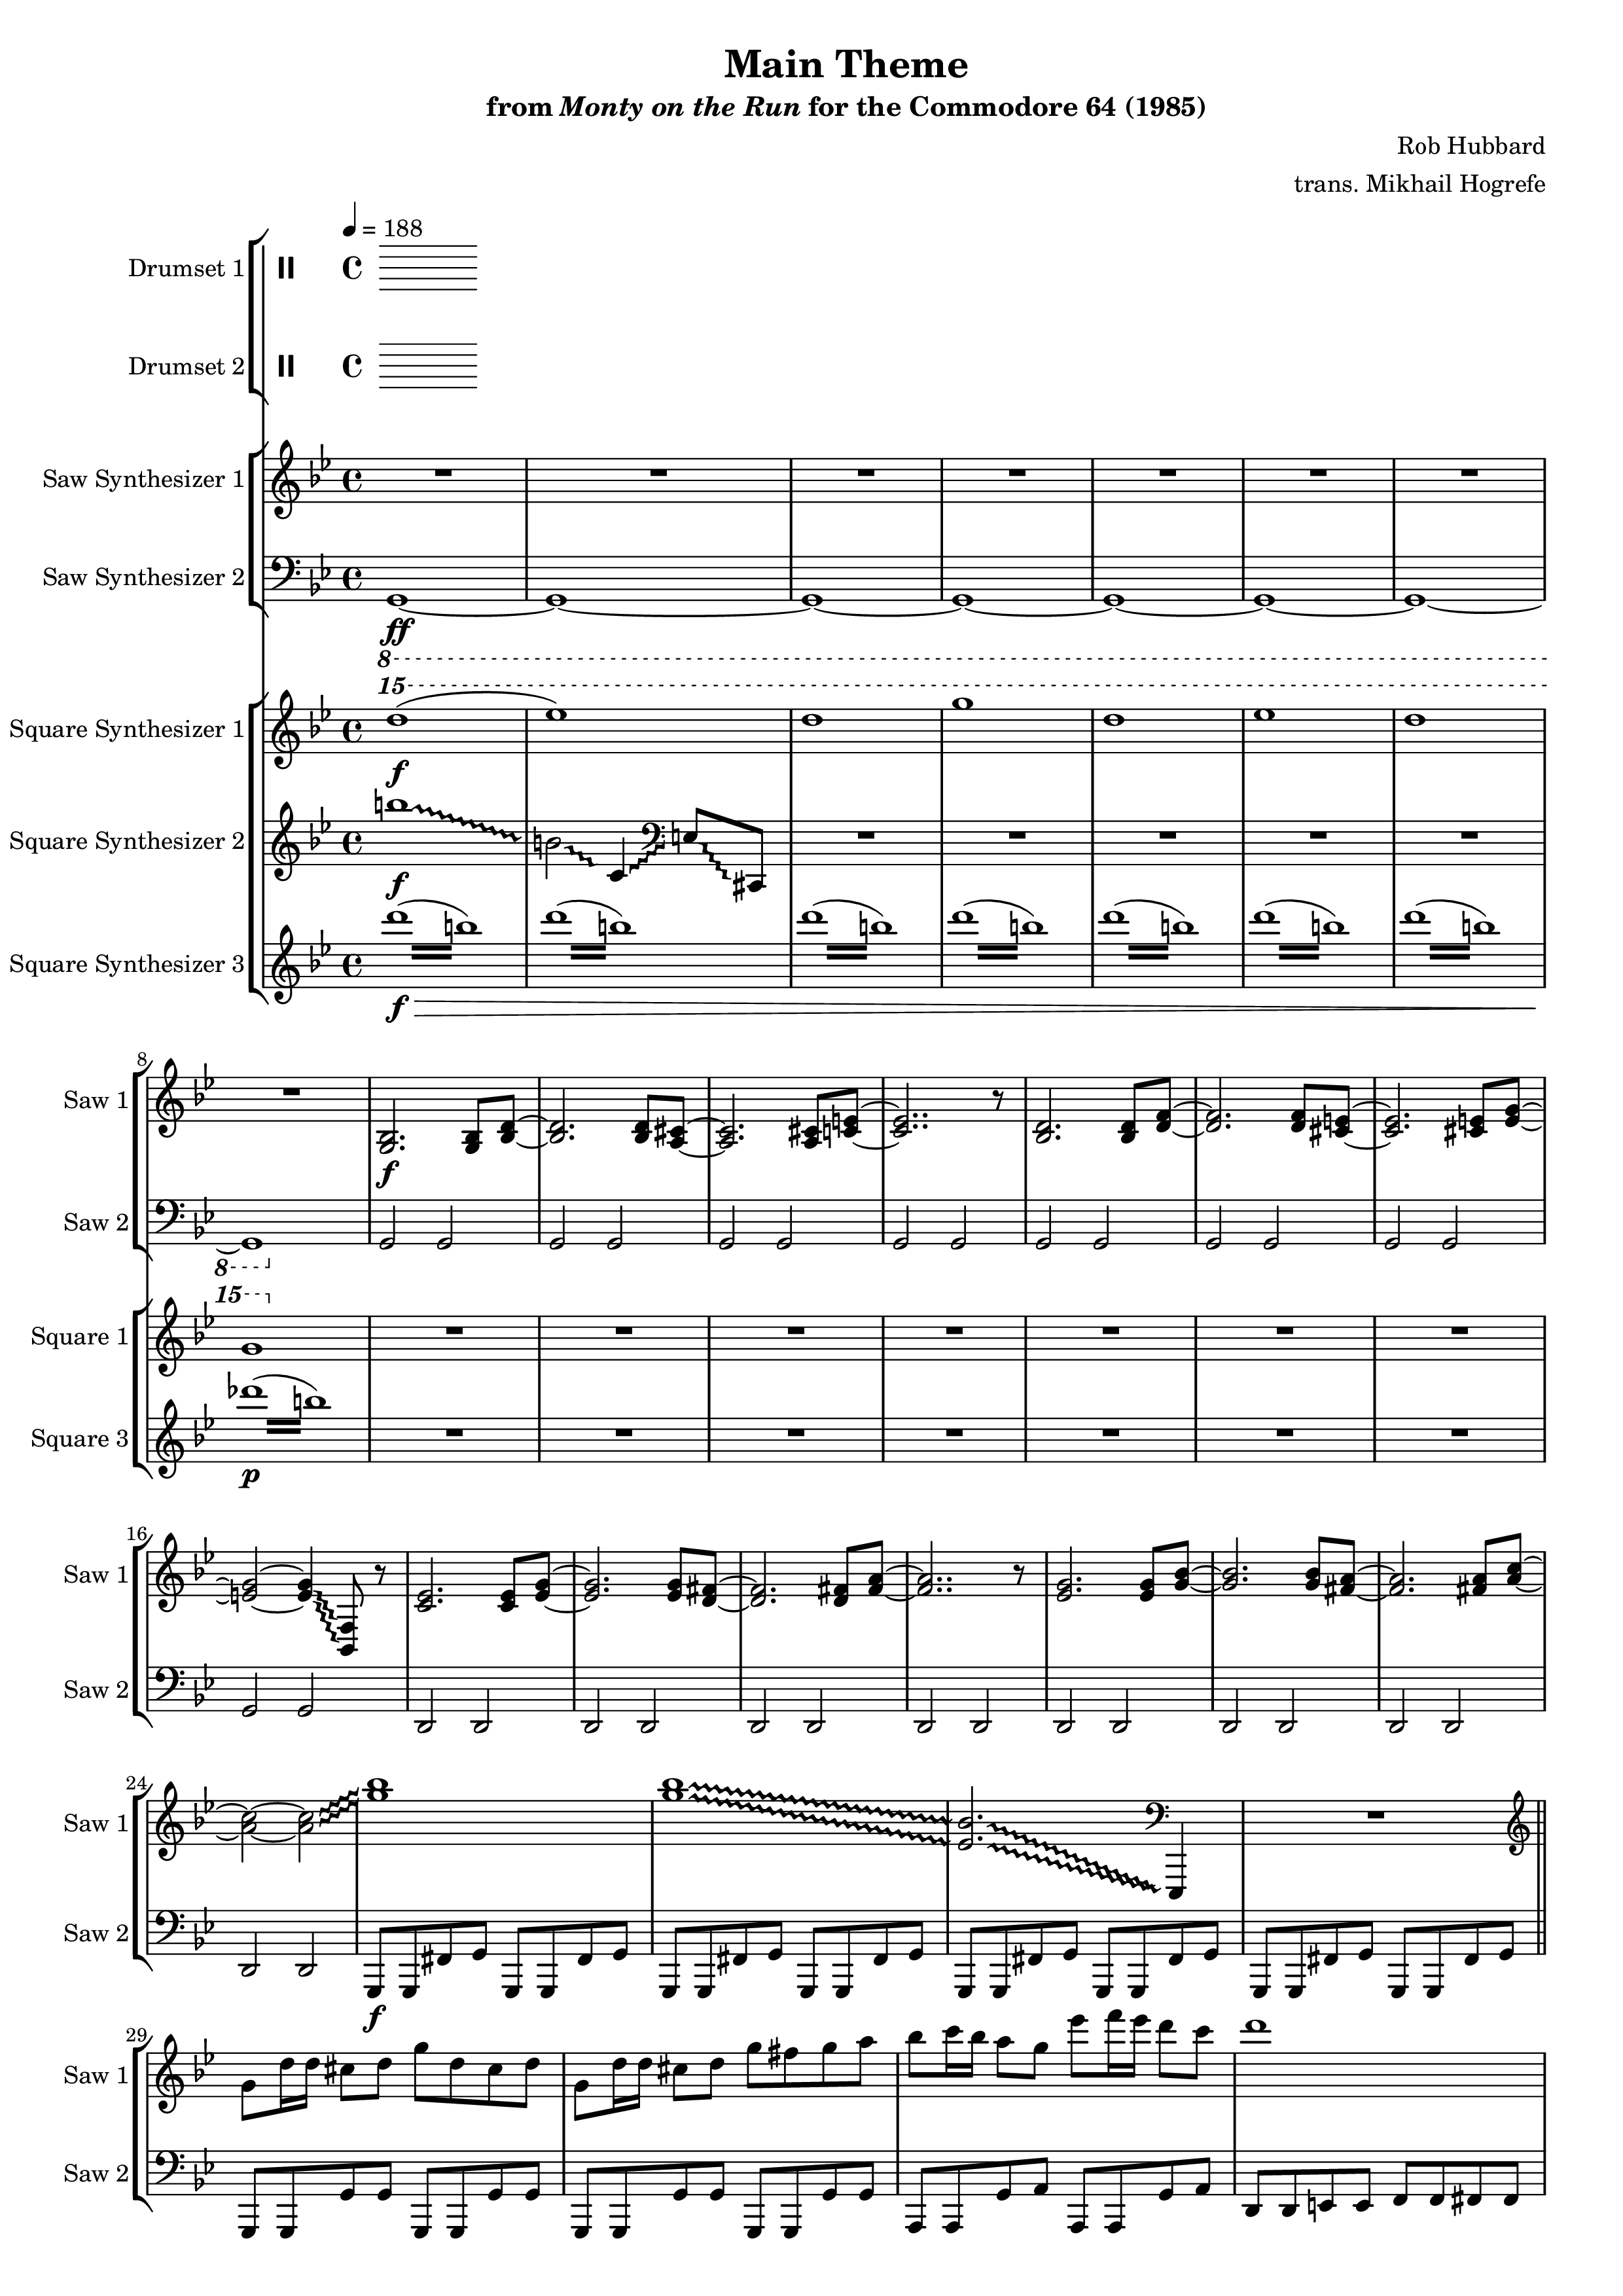 Main Theme
from Monty on the Run for the Commodore 64 (1985)
Rob Hubbard
trans. Mikhail Hogrefe
♩ = 188
Drumset 1
Drumset 2
Saw Synthesizer 1
Saw Synthesizer 2
ff
8
15
Square Synthesizer 1
f
Square Synthesizer 2
f
Square Synthesizer 3
f
8
Saw 1
f
Saw 2
8
15
Square 1
Square 3
p
16
Saw 1
Saw 2
24
Saw 1
Saw 2
f
29
Saw 1
Saw 2